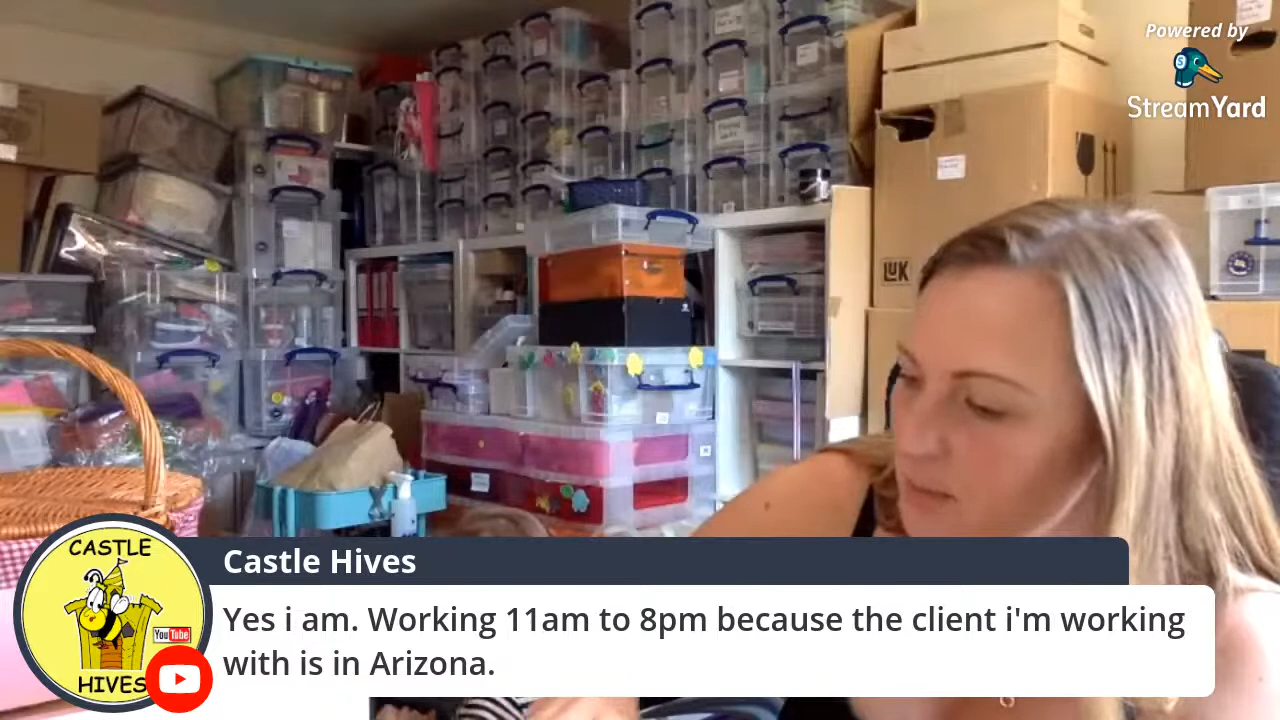 Powered by
StreamYard
LUK
CASTLE
HIVES
YouTube
Castle Hives
Yes i am. Working 11am to 8pm because the client i'm working
with is in Arizona.